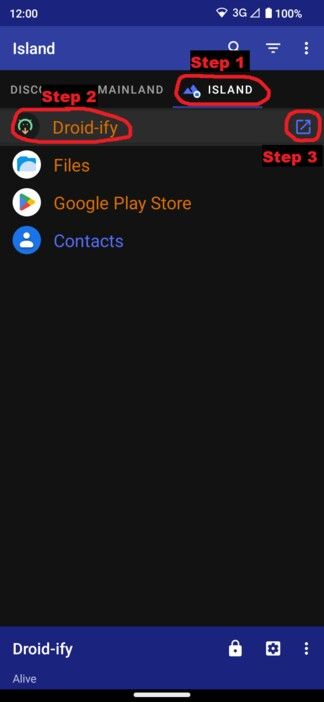 12:00 3G 100%
Island
Step 1
DISC MAINLAND ISLAND
Step 2
Droid-ify
Step 3
Files
Google Play Store
Contacts
Droid-ify
Alive